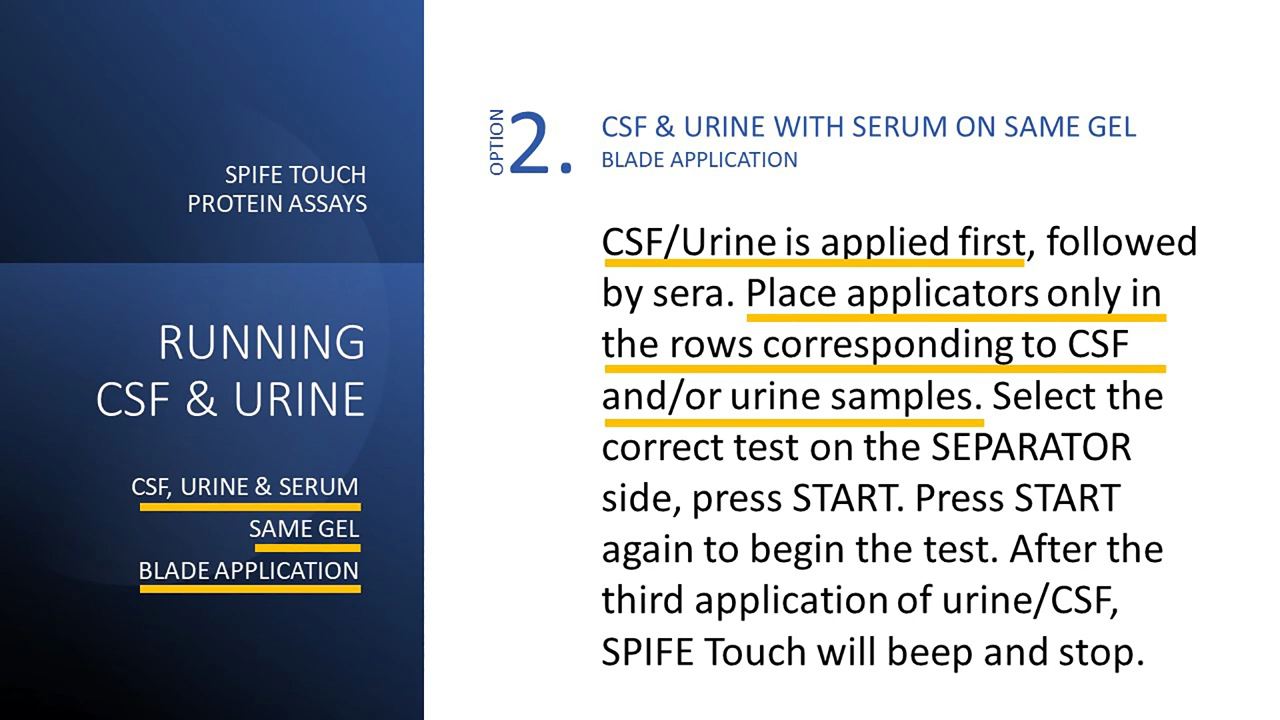 SPIFE TOUCH
PROTEIN ASSAYS
RUNNING
CSF & URINE
CSF, URINE & SERUM
SAME GEL
BLADE APPLICATION
OPTION
2.
CSF & URINE WITH SERUM ON SAME GEL
BLADE APPLICATION
CSF/Urine is applied first, followed
by sera. Place applicators only in
the rows corresponding to CSF
and/or urine samples. Select the
correct test on the SEPARATOR
side, press START. Press START
again to begin the test. After the
third application of urine/CSF,
SPIFE Touch will beep and stop.